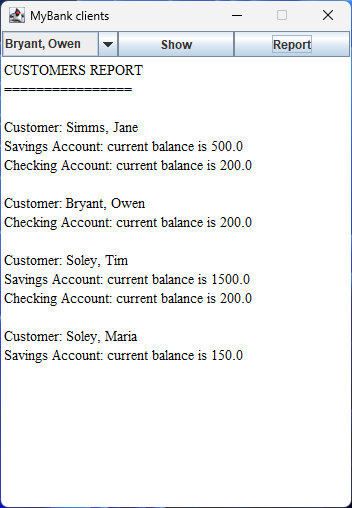 MyBank clients
Bryant, Owen Show Report
CUSTOMERS REPORT
================
Customer: Simms, Jane
Savings Account: current balance is 500.0
Checking Account: current balance is 200.0
Customer: Bryant, Owen
Checking Account: current balance is 200.0
Customer: Soley, Tim
Savings Account: current balance is 1500.0
Checking Account: current balance is 200.0
Customer: Soley, Maria
Savings Account: current balance is 150.0